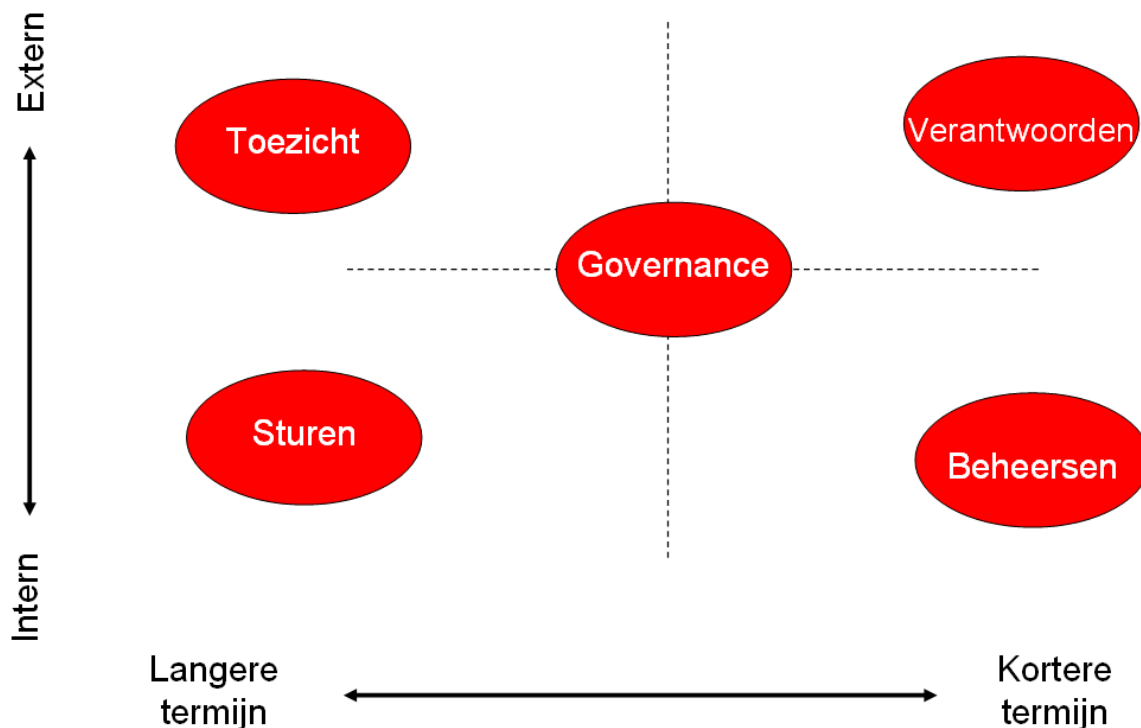 Extern
Toezicht
Verantwoorden
Governance
Sturen
Beheersen
Intern
Langere
termijn
Kortere
termijn